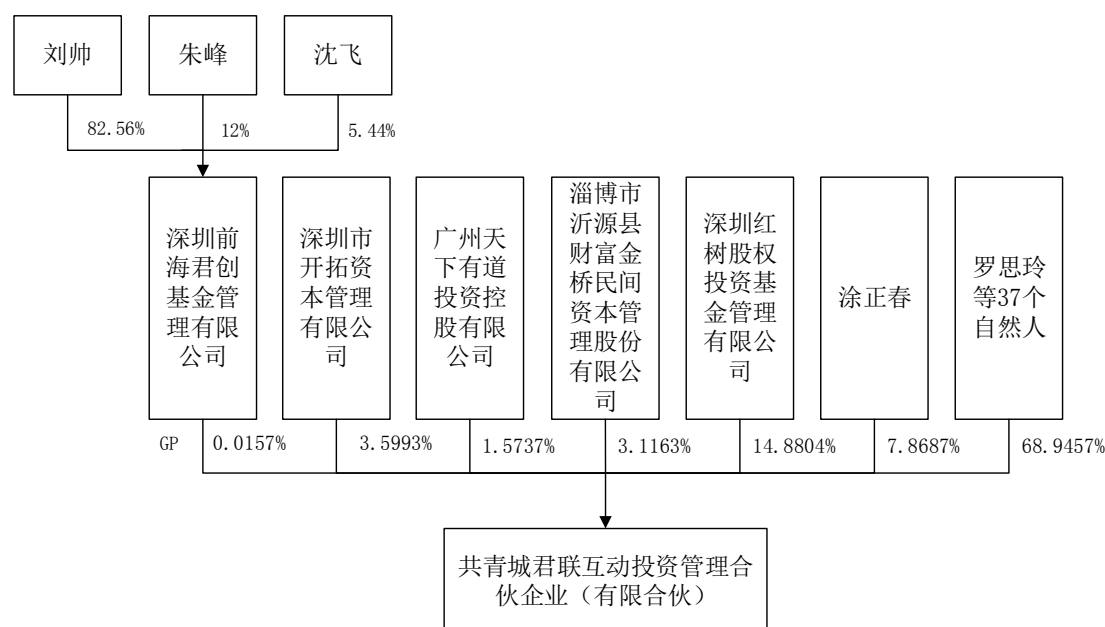 刘帅
朱峰
沈飞
82.56%
12%
5.44%
深圳前
海君创
基金管
理有限
公司
深圳市
开拓资
本管理
有限公
司
广州天
下有道
投资控
股有限
公司
淄博市
沂源县
财富金
桥民间
资本管
理股份
有限公
司
深圳红
树股权
投资基
金管理
有限公
司
涂正春
罗思玲
等37个
自然人
GP
0.0157%
3.5993%
1.5737%
3.1163%
14.8804%
7.8687%
68.9457%
共青城君联互动投资管理合
伙企业（有限合伙）